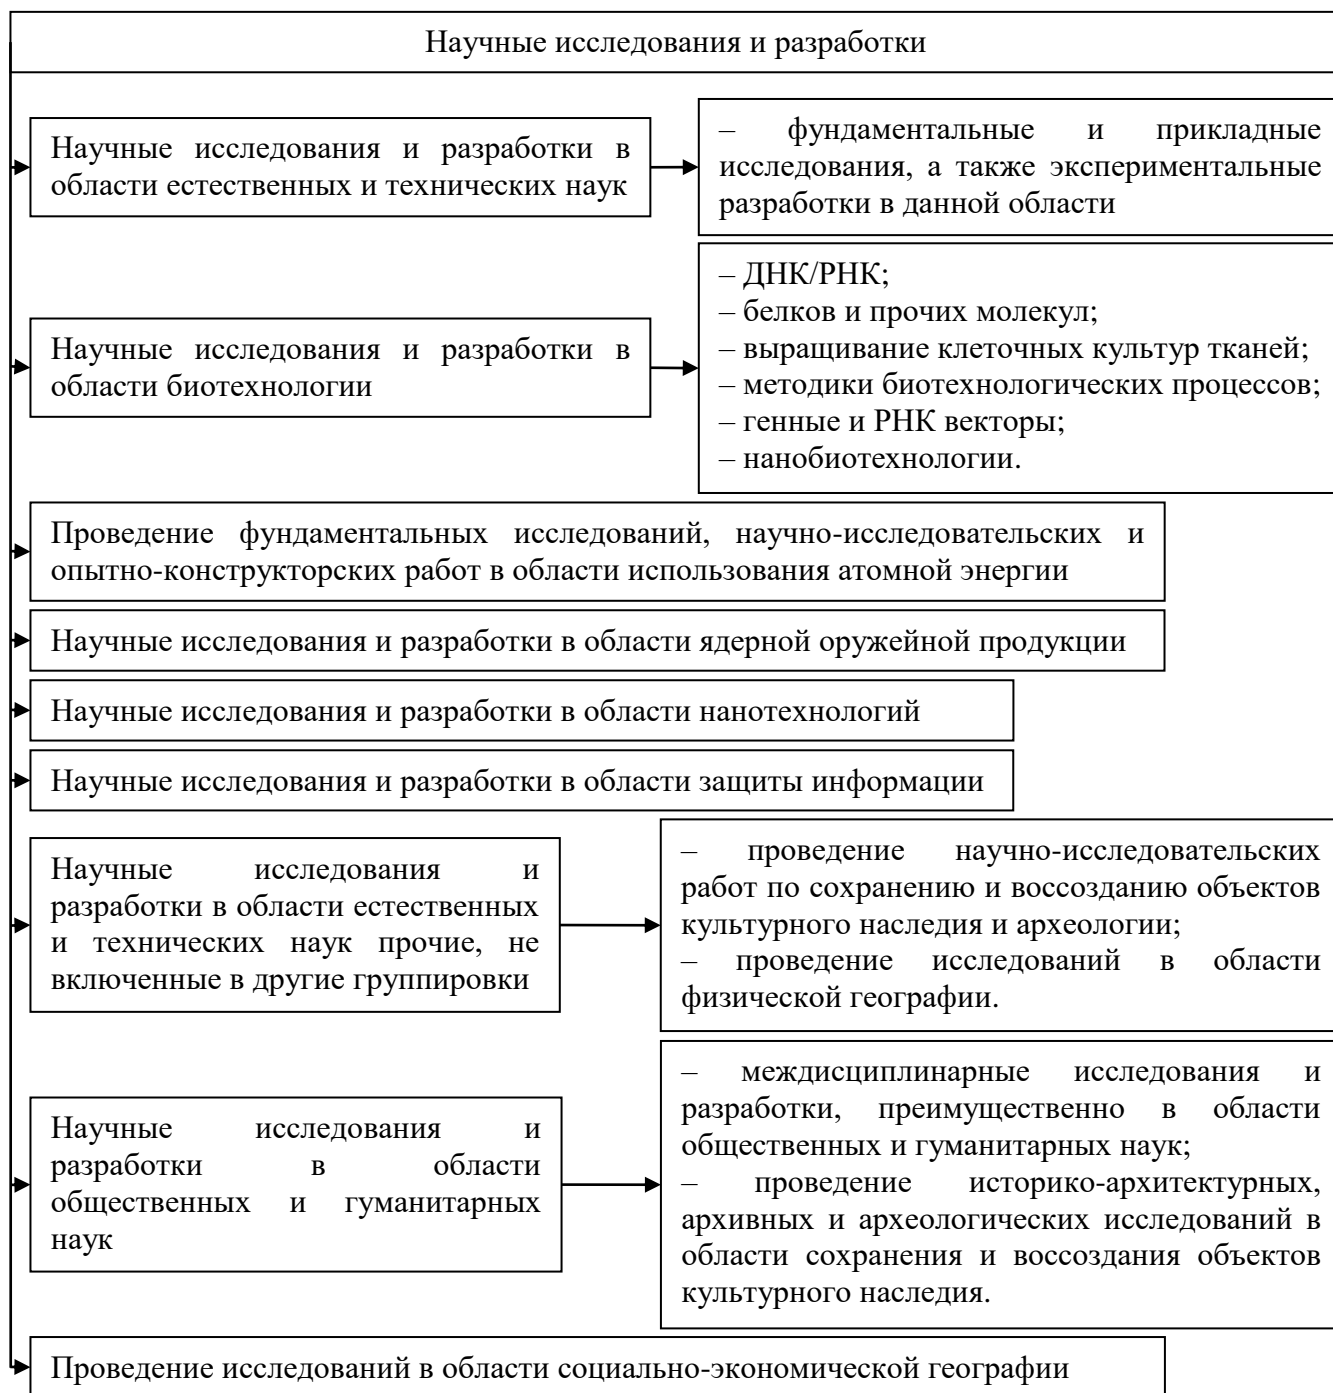 Научные исследования и разработки
Научные исследования и разработки в
области естественных и технических наук
– фундаментальные и прикладные
исследования, а также экспериментальные
разработки в данной области
Научные исследования и разработки в
области биотехнологии
– ДНК/РНК;
– белков и прочих молекул;
– выращивание клеточных культур тканей;
– методики биотехнологических процессов;
– генные и РНК векторы;
– нанобиотехнологии.
Проведение фундаментальных исследований, научно-исследовательских и
опытно-конструкторских работ в области использования атомной энергии
Научные исследования и разработки в области ядерной оружейной продукции
Научные исследования и разработки в области нанотехнологий
Научные исследования и разработки в области защиты информации
Научные исследования и
разработки в области естественных
и технических наук прочие, не
включенные в другие группировки
– проведение научно-исследовательских
работ по сохранению и воссозданию объектов
культурного наследия и археологии;
– проведение исследований в области
физической географии.
Научные исследования и
разработки в области
общественных и гуманитарных
наук
– междисциплинарные исследования и
разработки, преимущественно в области
общественных и гуманитарных наук;
– проведение историко-архитектурных,
архивных и археологических исследований в
области сохранения и воссоздания объектов
культурного наследия.
Проведение исследований в области социально-экономической географии